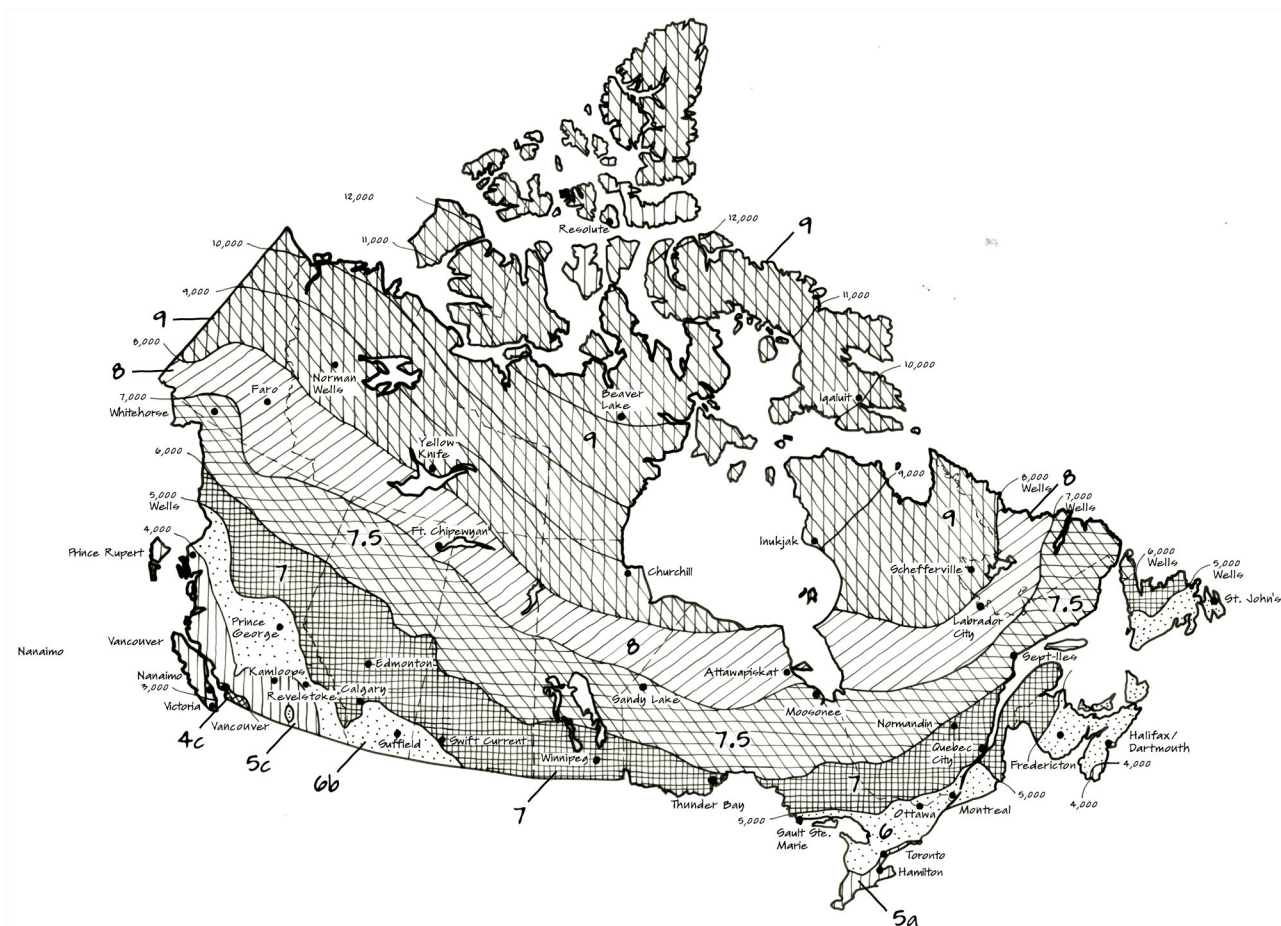 12,000
Resolute
12,000
9
10,000
11,000
9,000
11,000
9
8,000
8
Norman
Wells
Faro
Beaver
Lake
10,000
Iqaluit
7,000
Whitehorse
9
Yellow
Knife
6,000
9,000
8,000
Wells
8
7,000
Wells
5,000
Wells
9
4,000
7.5
Ft. Chipewyan
Inukjak
Prince Rupert
6,000
Wells
5,000
Wells
Schefferville
Churchill
7
St. John's
7.5
Labrador
City
Prince
George
Vancouver
8
Nanaimo
Edmonton
Sept-Iles
Kamloops
Attawapiskat
Nanaimo
3,000
Revelstoke
Calgary
Sandy Lake
Victoria
Moosonee
Vancouver
Normandin
4c
Suffield
Swift Current
7.5
Quebec
City
Halifax/
Dartmouth
5c
Winnipeg
Fredericton
4,000
6b
7
Thunder Bay
7
5,000
4,000
Ottawa
Montreal
5,000
Sault Ste.
Marie
6
Toronto
Hamilton
5a